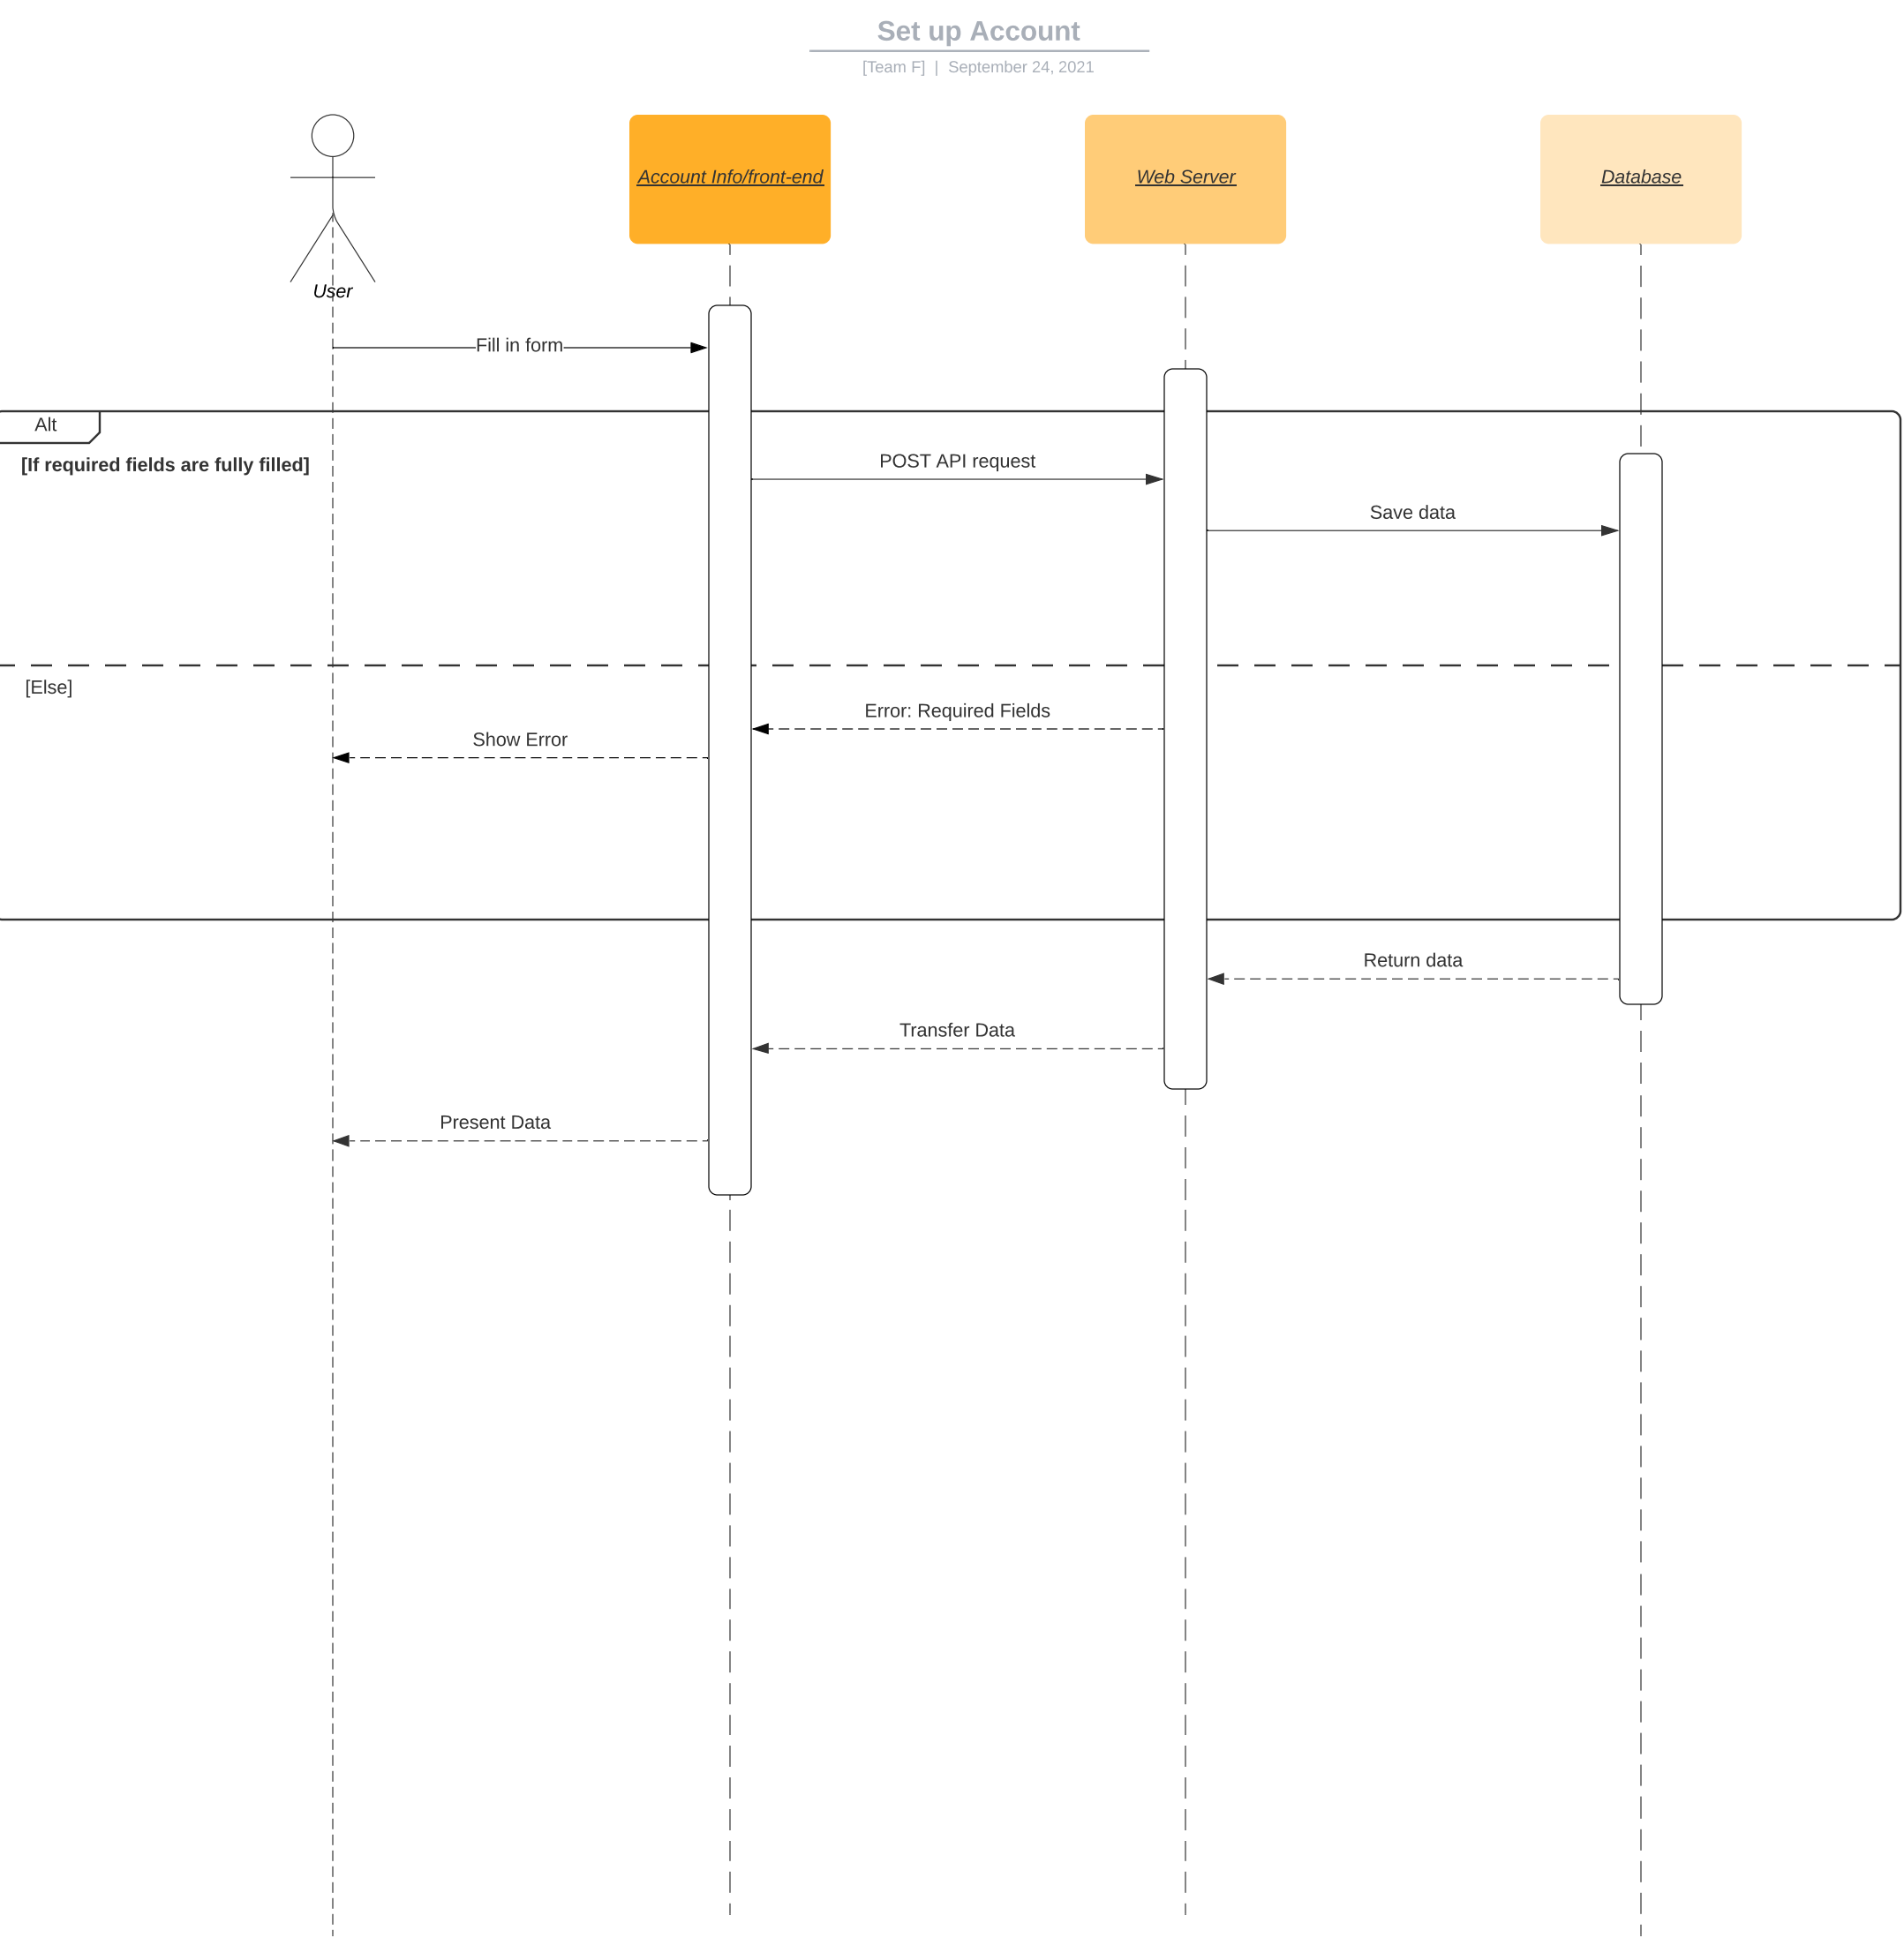 Set up Account
[Team F]  |  September 24, 2021
Account Info/front-end
Web Server
Database
User
Fill in form
Alt
[If required fields are fully filled]
POST API request
Save data
[Else]
Error: Required Fields
Show Error
Return data
Transfer Data
Present Data